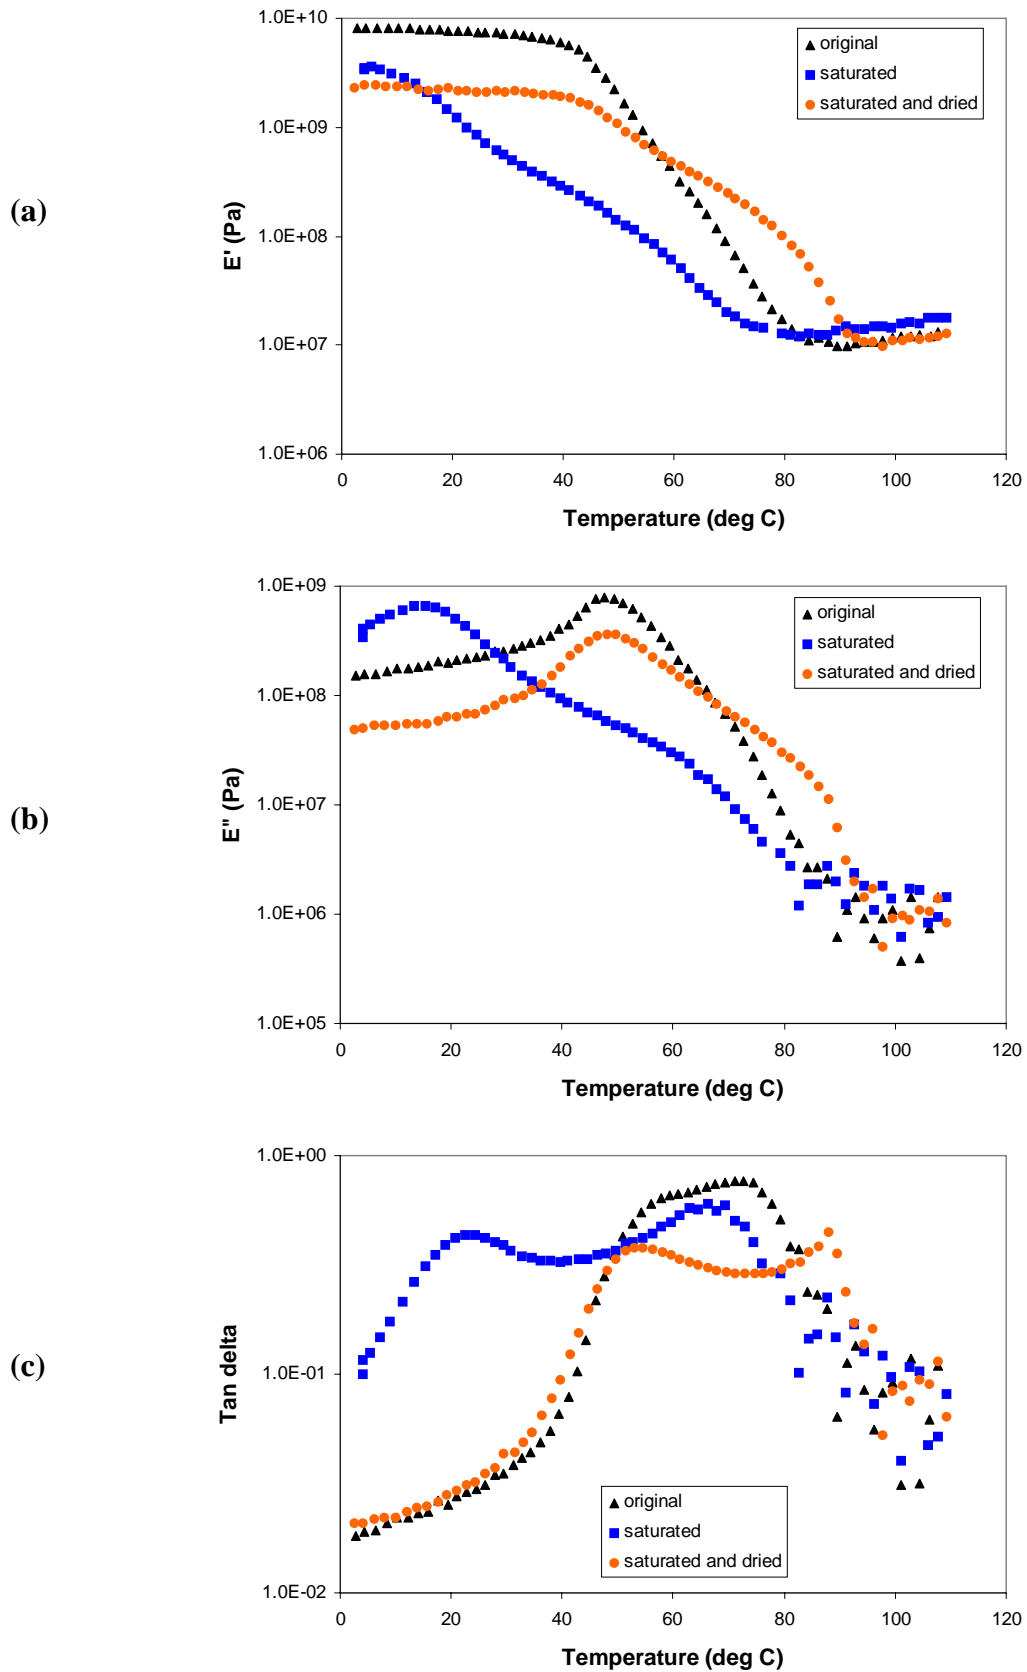 (a)
1.0E+10
1.0E+09
1.0E+08
1.0E+07
1.0E+06
E' (Pa)
original
saturated
saturated and dried
0 20 40 60 80 100 120
Temperature (deg C)
(b)
1.0E+09
1.0E+08
1.0E+07
1.0E+06
1.0E+05
E" (Pa)
original
saturated
saturated and dried
0 20 40 60 80 100 120
Temperature (deg C)
(c)
1.0E+00
1.0E-01
1.0E-02
Tan delta
original
saturated
saturated and dried
0 20 40 60 80 100 120
Temperature (deg C)